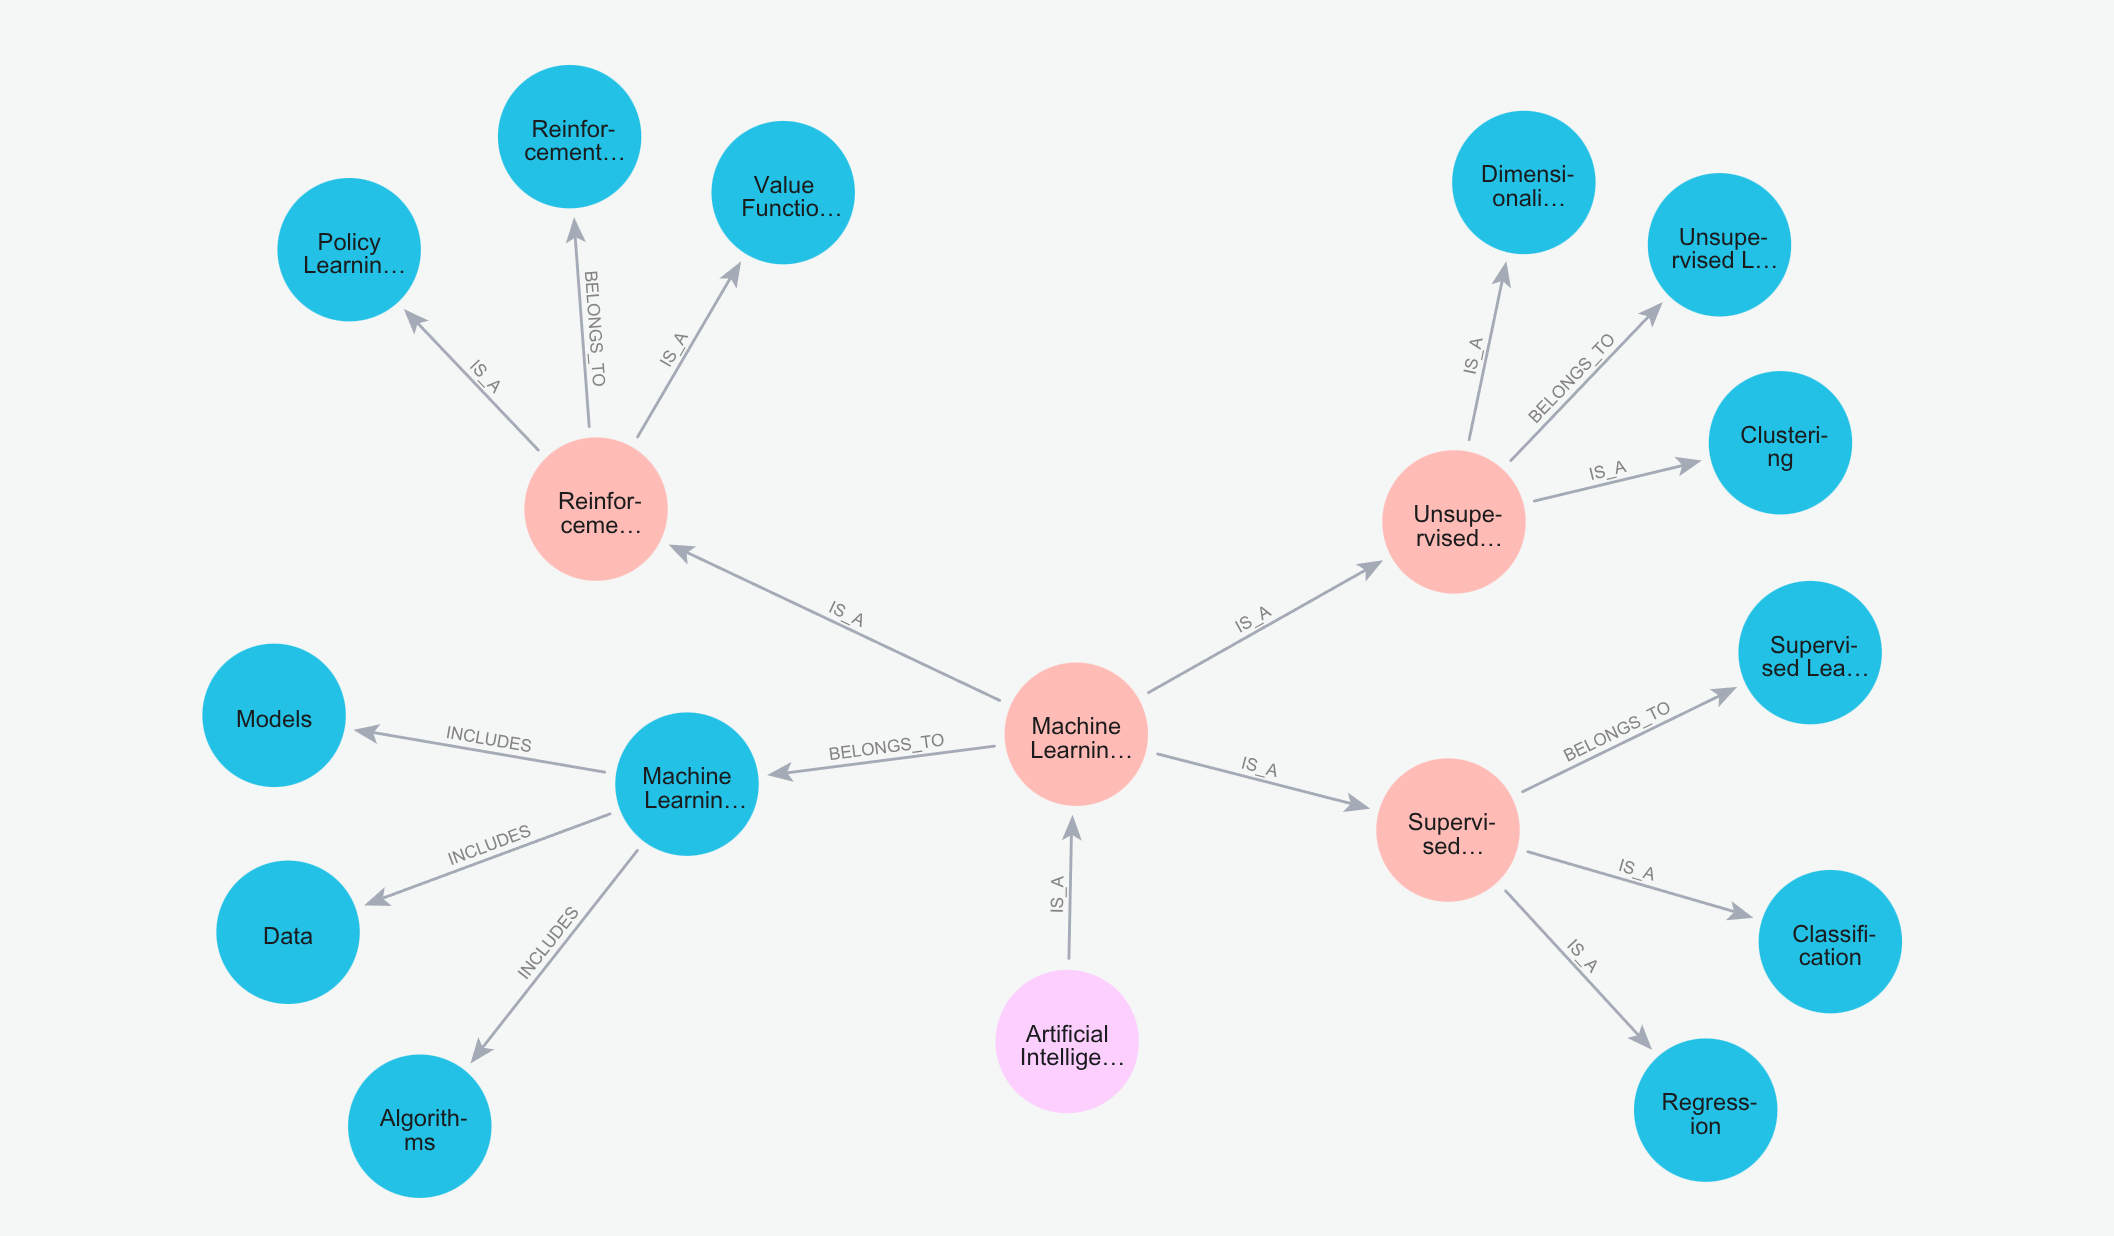 Reinfor-
cement…
Value
Functio…
Policy
Learnin…
Dimensi-
onali…
Unsupe-
rvised L…
IS_A
BELONGS_TO
IS_A
IS_A
BELONGS_TO
IS_A
Clusteri-
ng
Reinfor-
ceme…
Unsupe-
rvised…
IS_A
IS_A
Supervi-
sed Lea…
Models
INCLUDES
BELONGS_TO
Machine
Learnin…
Machine
Learnin…
IS_A
BELONGS_TO
Supervi-
sed…
INCLUDES
INCLUDES
IS_A
IS_A
IS_A
Data
Classifi-
cation
Artificial
Intellige…
Algorith-
ms
Regress-
ion